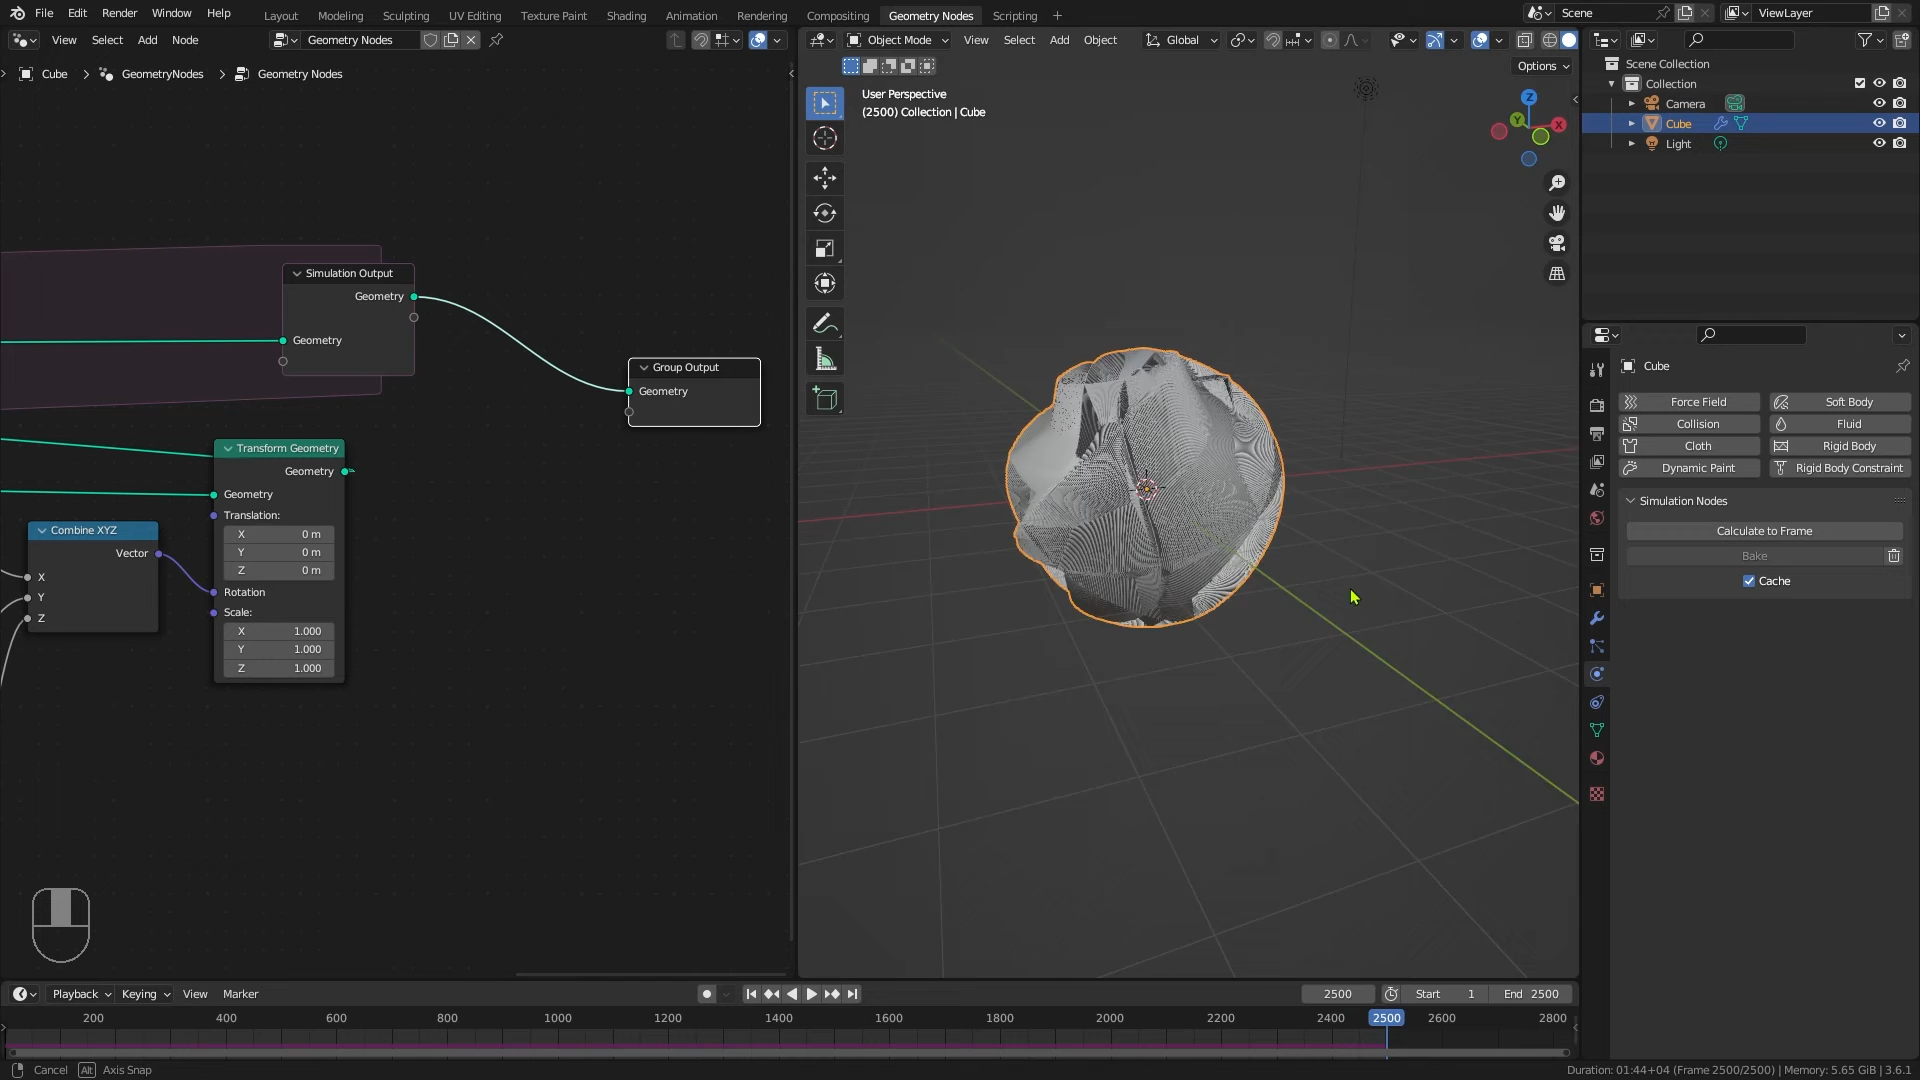 File Edit Render Window Help Layout Modeling Sculpting UV Editing Texture Paint Shading Animation Rendering Compositing Geometry Nodes Scripting + Scene ViewLayer
View Select Add Node Geometry Nodes Object Mode View Select Add Object Global
Cube > GeometryNodes > Geometry Nodes
Options
User Perspective
(2500) Collection | Cube
Z
Y
X
Scene Collection
Collection
Camera
Cube
Light
Simulation Output
Geometry
Geometry
Group Output
Geometry
Transform Geometry
Geometry
Geometry
Translation:
X 0 m
Y 0 m
Z 0 m
Rotation
Scale:
X 1.000
Y 1.000
Z 1.000
Combine XYZ
Vector
X
Y
Z
Cube
Force Field Soft Body
Collision Fluid
Cloth Rigid Body
Dynamic Paint Rigid Body Constraint
Simulation Nodes
Calculate to Frame
Bake
Cache
Playback Keying View Marker 2500 Start 1 End 2500
200 400 600 800 1000 1200 1400 1600 1800 2000 2200 2400 2500 2600 2800
Cancel Alt Axis Snap Duration: 01:44+04 (Frame 2500/2500) | Memory: 5.65 GiB | 3.6.1